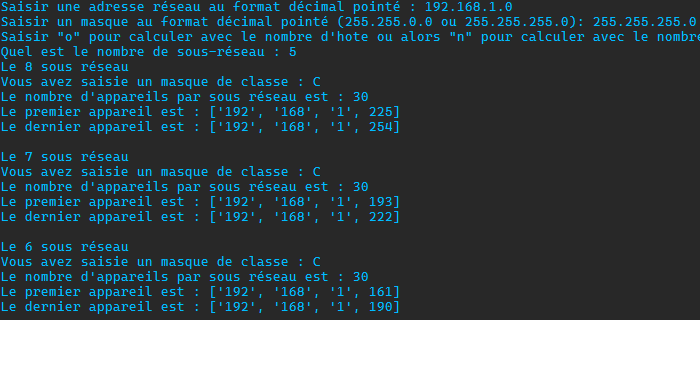 Saisir une adresse réseau au format décimal pointé : 192.168.1.0
Saisir un masque au format décimal pointé (255.255.0.0 ou 255.255.255.0): 255.255.255.0
Saisir "o" pour calculer avec le nombre d'hote ou alors "n" pour calculer avec le nombre
Quel est le nombre de sous-réseau : 5
Le 8 sous réseau
Vous avez saisie un masque de classe : C
Le nombre d'appareils par sous réseau est : 30
Le premier appareil est : ['192', '168', '1', 225]
Le dernier appareil est : ['192', '168', '1', 254]
Le 7 sous réseau
Vous avez saisie un masque de classe : C
Le nombre d'appareils par sous réseau est : 30
Le premier appareil est : ['192', '168', '1', 193]
Le dernier appareil est : ['192', '168', '1', 222]
Le 6 sous réseau
Vous avez saisie un masque de classe : C
Le nombre d'appareils par sous réseau est : 30
Le premier appareil est : ['192', '168', '1', 161]
Le dernier appareil est : ['192', '168', '1', 190]